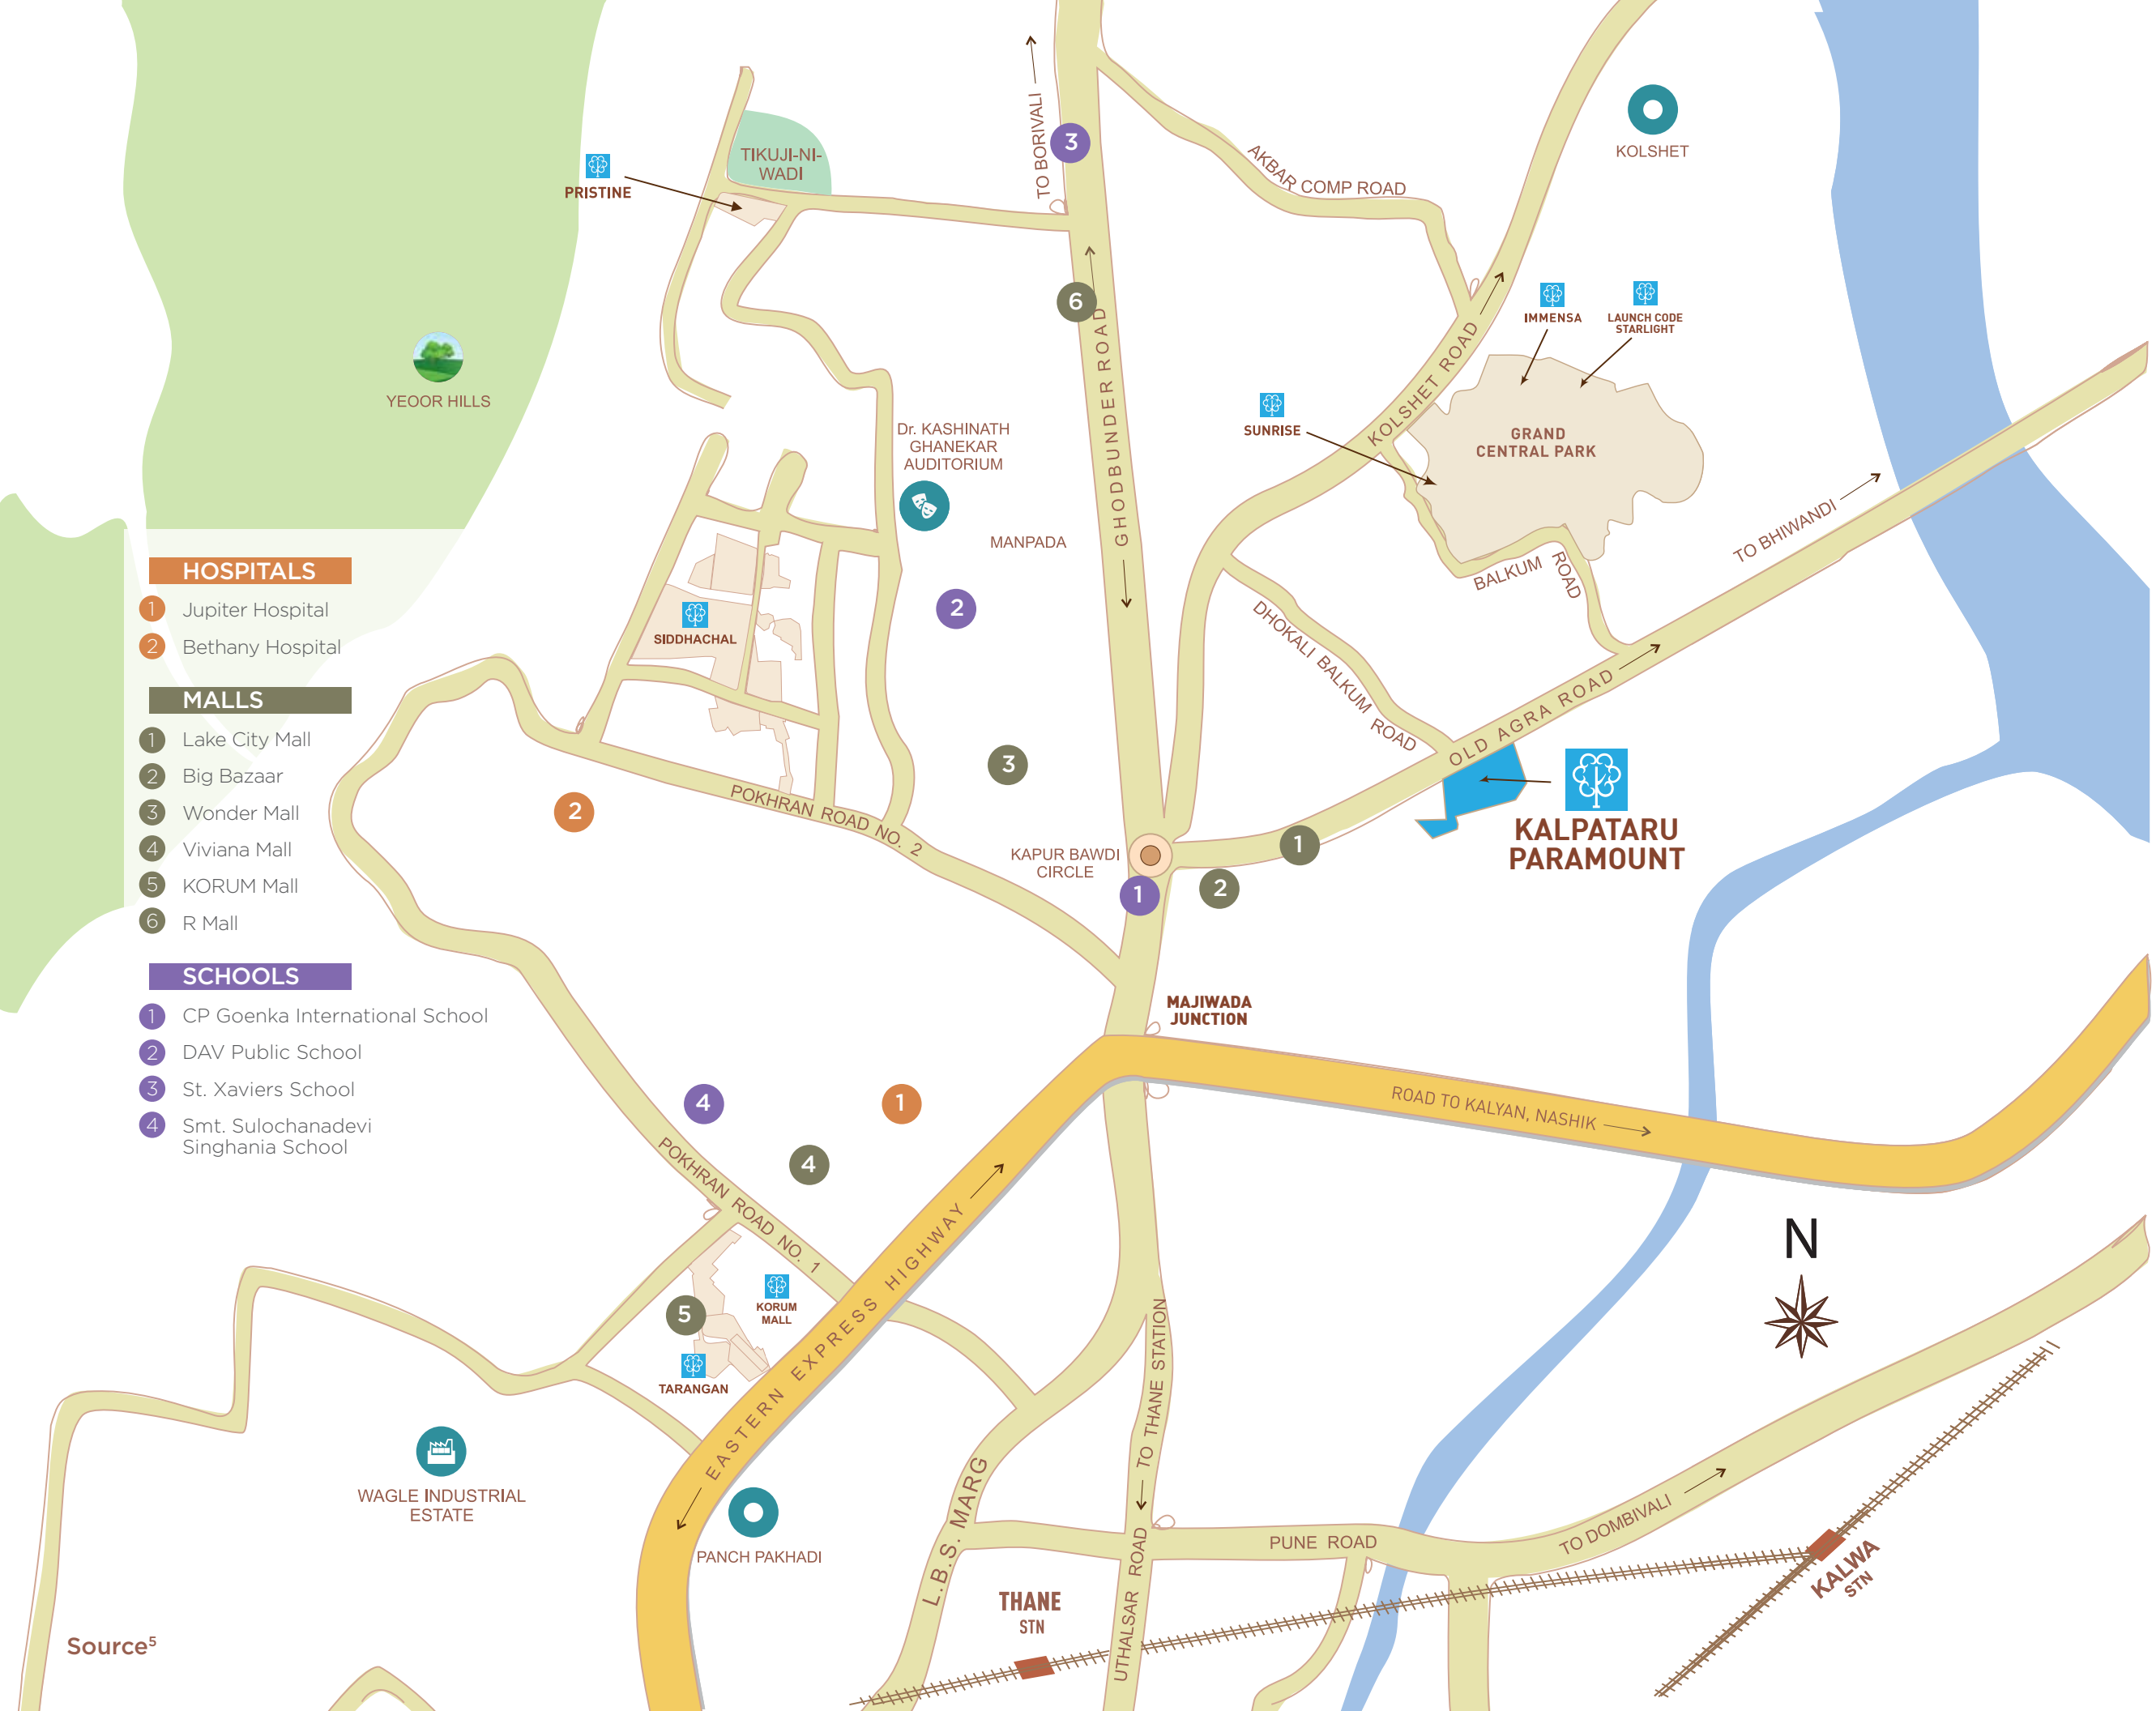 TIKUJI-NI-
WADI
PRISTINE
TO BORIVALI
3
AKBAR COMP ROAD
KOLSHET
6
IMMENSA
LAUNCH CODE
STARLIGHT
YEOOR HILLS
GHODBUNDER ROAD
KOLSHET ROAD
SUNRISE
GRAND
CENTRAL PARK
Dr. KASHINATH
GHANEKAR
AUDITORIUM
MANPADA
TO BHIWANDI
BALKUM ROAD
2
SIDDHACHAL
DHOKALI BALKUM ROAD
OLD AGRA ROAD
HOSPITALS
1 Jupiter Hospital
2 Bethany Hospital
MALLS
1 Lake City Mall
2 Big Bazaar
3 Wonder Mall
4 Viviana Mall
5 KORUM Mall
6 R Mall
SCHOOLS
1 CP Goenka International School
2 DAV Public School
3 St. Xaviers School
4 Smt. Sulochanadevi
Singhania School
3
2
POKHRAN ROAD NO. 2
KAPUR BAWDI
CIRCLE
1
1
2
KALPATARU
PARAMOUNT
MAJIWADA
JUNCTION
ROAD TO KALYAN, NASHIK
4
1
4
POKHRAN ROAD NO. 1
EASTERN EXPRESS HIGHWAY
N
5
KORUM
MALL
TARANGAN
TO THANE STATION
WAGLE INDUSTRIAL
ESTATE
PANCH PAKHADI
L.B.S. MARG
PUNE ROAD
TO DOMBIVALI
UTHALSAR ROAD
THANE
STN
KALWA
STN
Source5